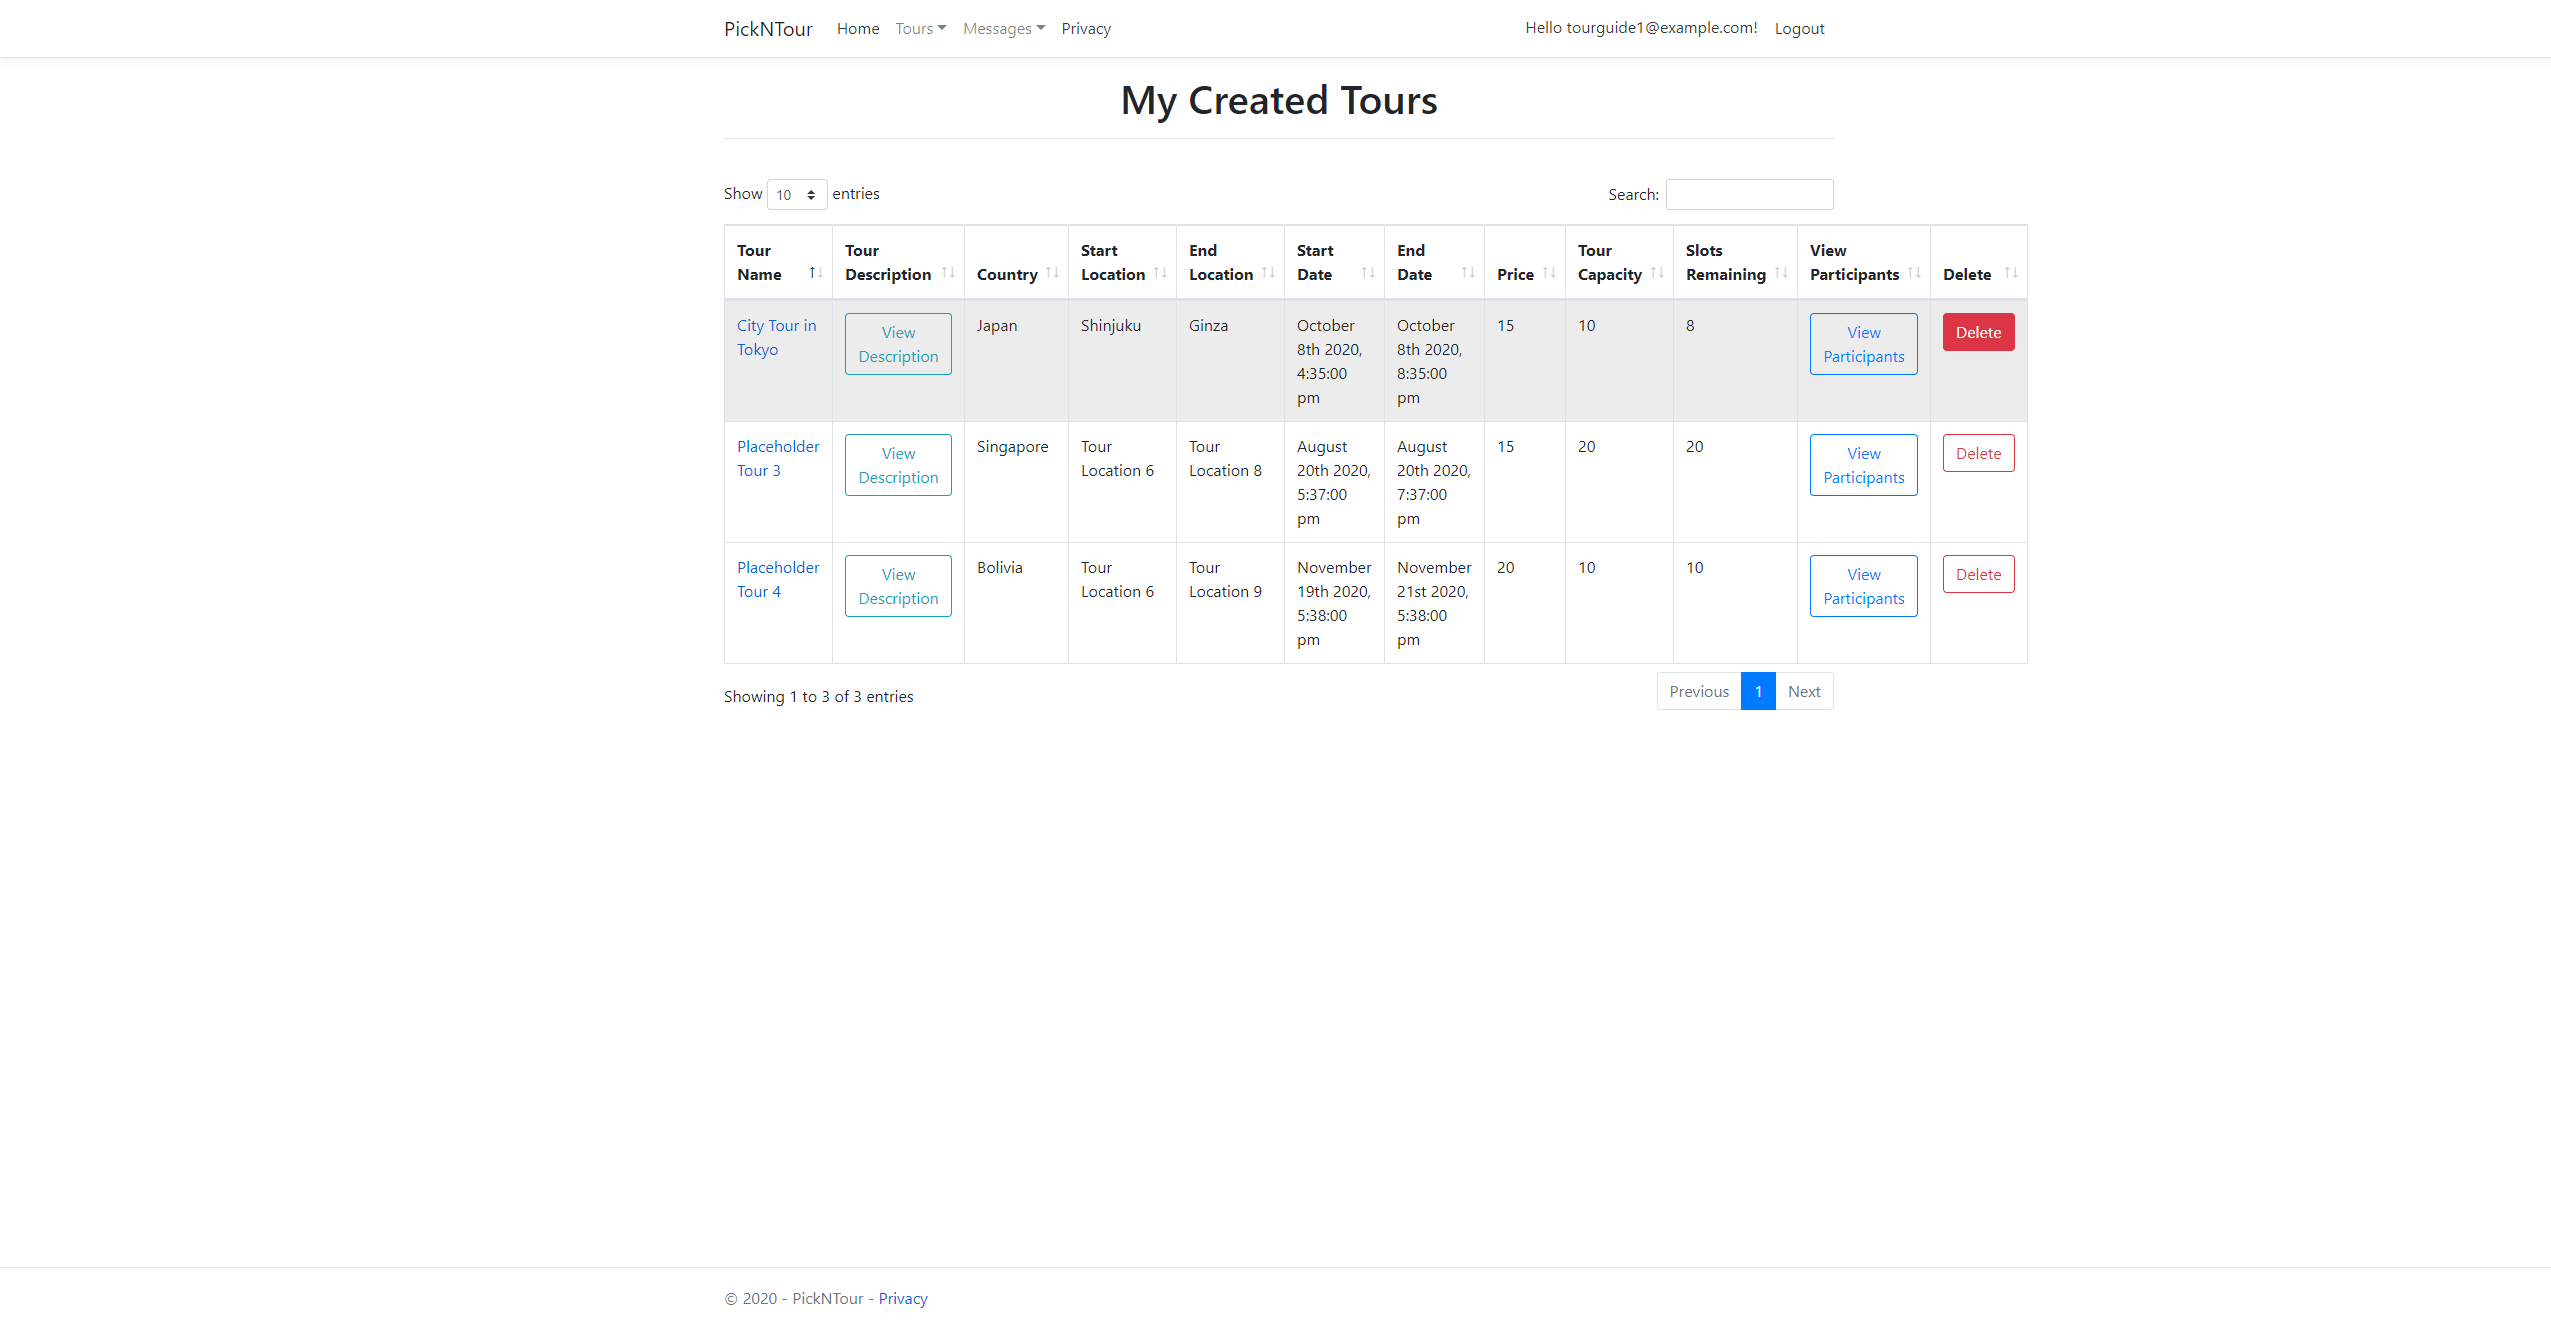 PickNTour Home Tours Messages Privacy Hello tourguide1@example.com! Logout
My Created Tours
Show 10 entries Search:
Tour Name Tour Description Country Start Location End Location Start Date End Date Price Tour Capacity Slots Remaining View Participants Delete
City Tour in Tokyo View Description Japan Shinjuku Ginza October 8th 2020, 4:35:00 pm October 8th 2020, 8:35:00 pm 15 10 8 View Participants Delete
Placeholder Tour 3 View Description Singapore Tour Location 6 Tour Location 8 August 20th 2020, 5:37:00 pm August 20th 2020, 7:37:00 pm 15 20 20 View Participants Delete
Placeholder Tour 4 View Description Bolivia Tour Location 6 Tour Location 9 November 19th 2020, 5:38:00 pm November 21st 2020, 5:38:00 pm 20 10 10 View Participants Delete
Showing 1 to 3 of 3 entries Previous 1 Next
© 2020 - PickNTour - Privacy